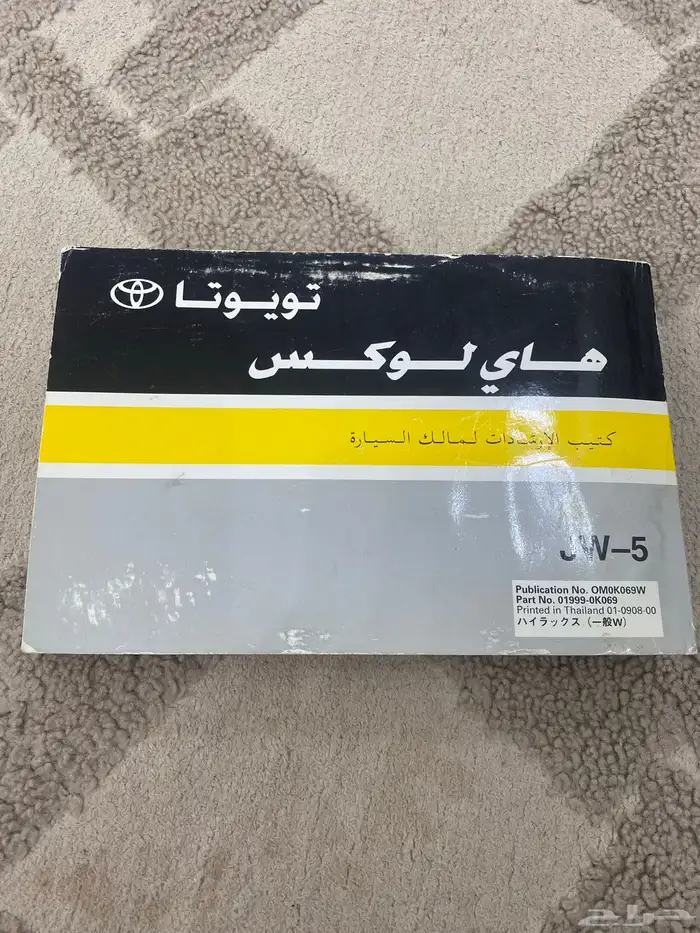 تويوتا
هاي لوكس
كتيب الإرشادات لمالك السيارة
JW-5
Publication No. OM0K069W
Part No. 01999-0K069
Printed in Thailand 01-0908-00
ハイラックス (一般W)
حراج